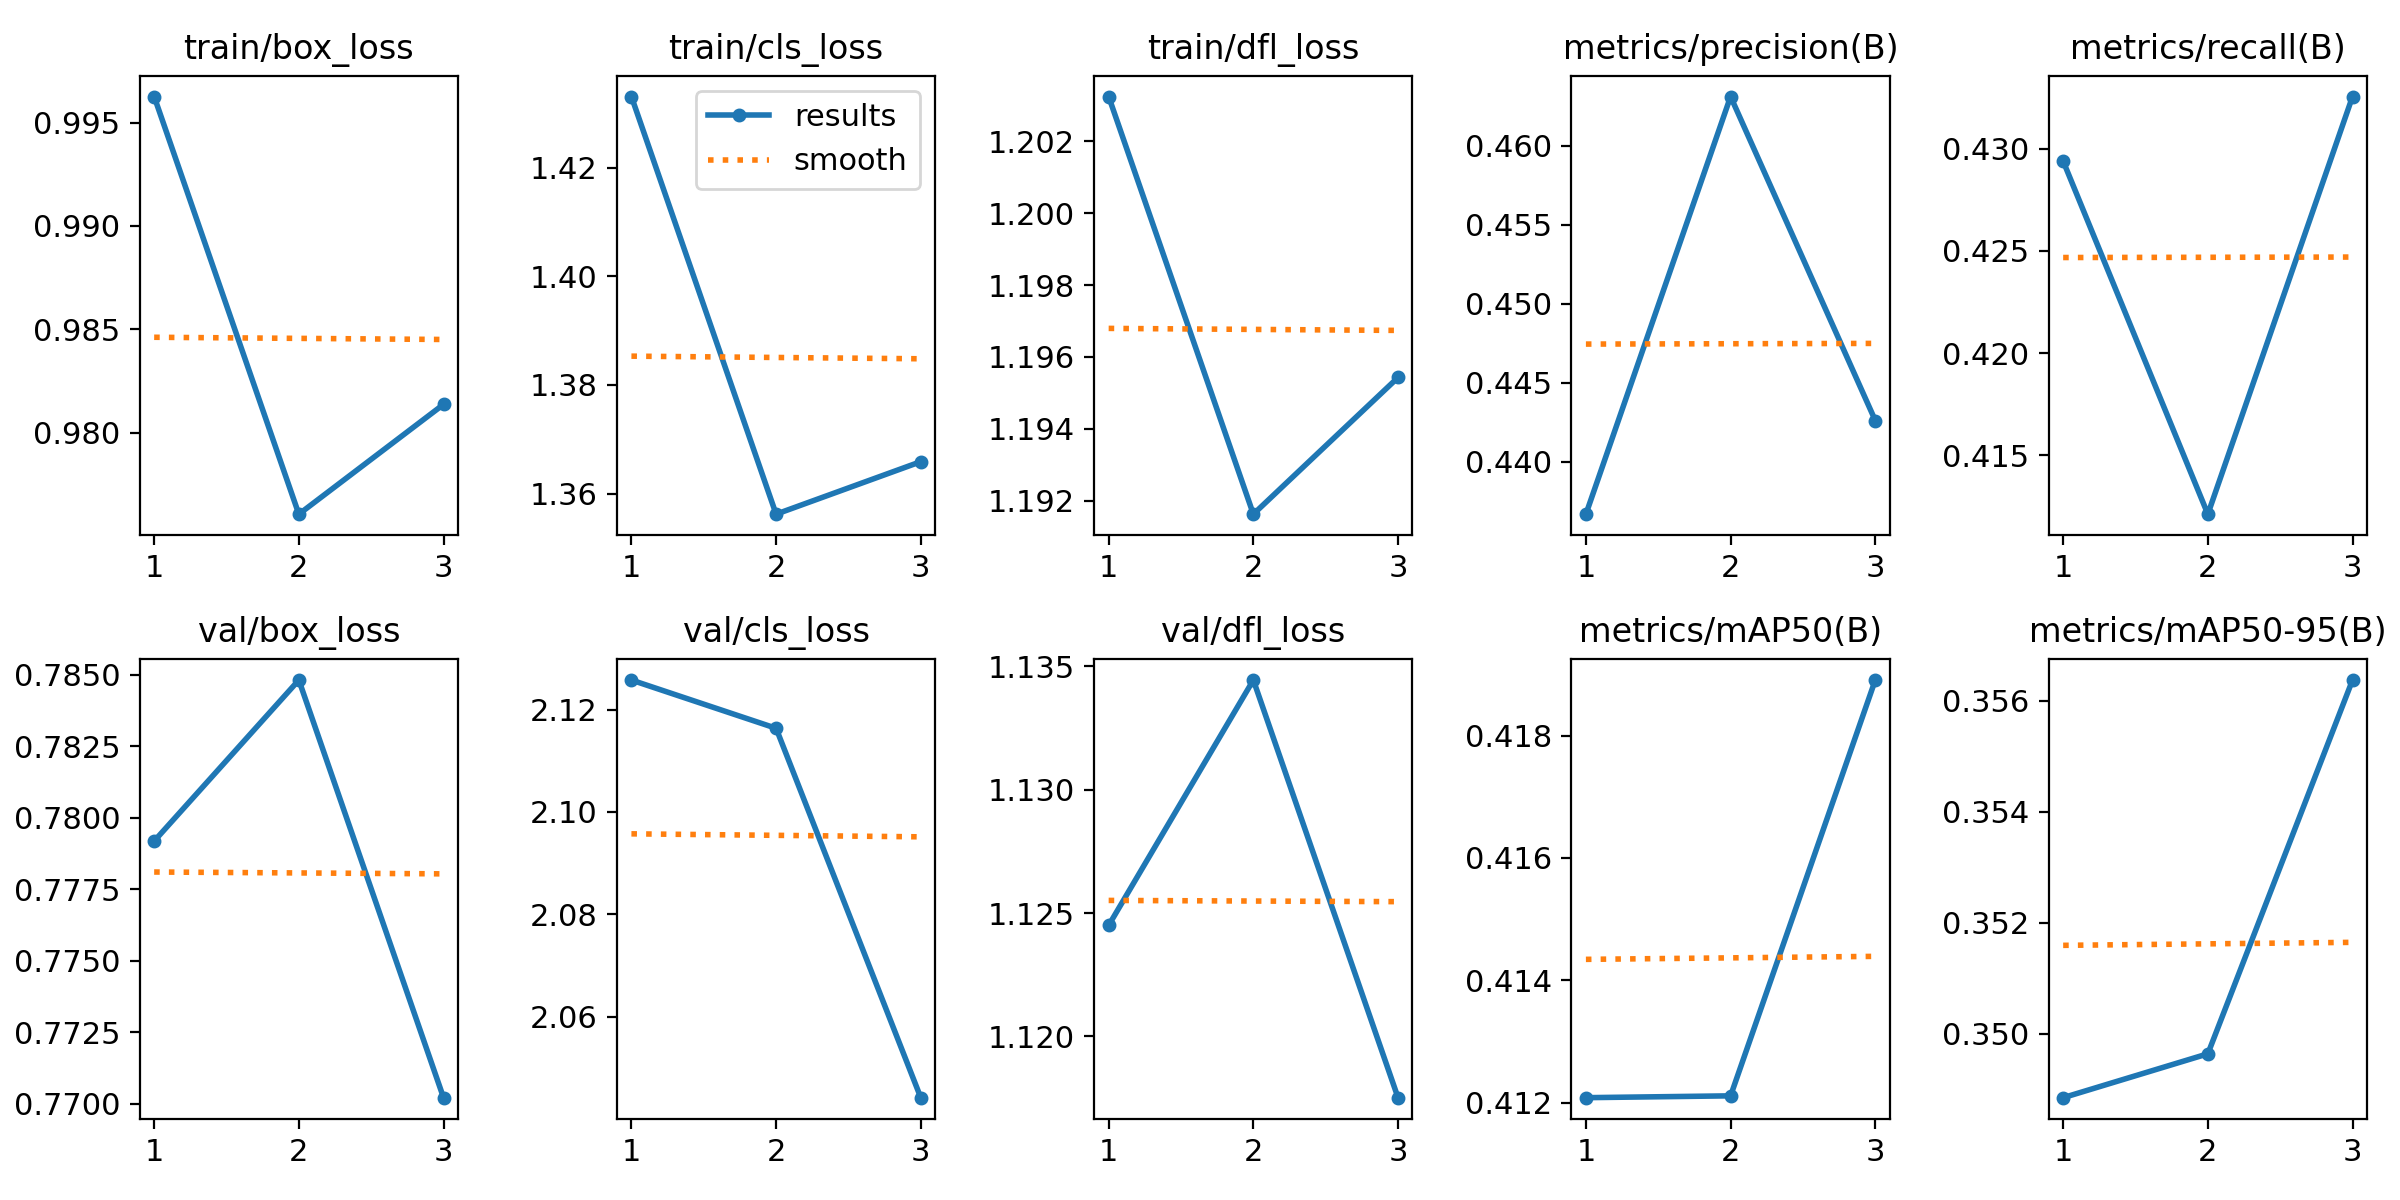 train/box_loss
0.995
0.990
0.985
0.980
1 2 3
train/cls_loss
results
smooth
1.42
1.40
1.38
1.36
1 2 3
train/dfl_loss
1.202
1.200
1.198
1.196
1.194
1.192
1 2 3
metrics/precision(B)
0.460
0.455
0.450
0.445
0.440
1 2 3
metrics/recall(B)
0.430
0.425
0.420
0.415
1 2 3
val/box_loss
0.7850
0.7825
0.7800
0.7775
0.7750
0.7725
0.7700
1 2 3
val/cls_loss
2.12
2.10
2.08
2.06
1 2 3
val/dfl_loss
1.135
1.130
1.125
1.120
1 2 3
metrics/mAP50(B)
0.418
0.416
0.414
0.412
1 2 3
metrics/mAP50-95(B)
0.356
0.354
0.352
0.350
1 2 3